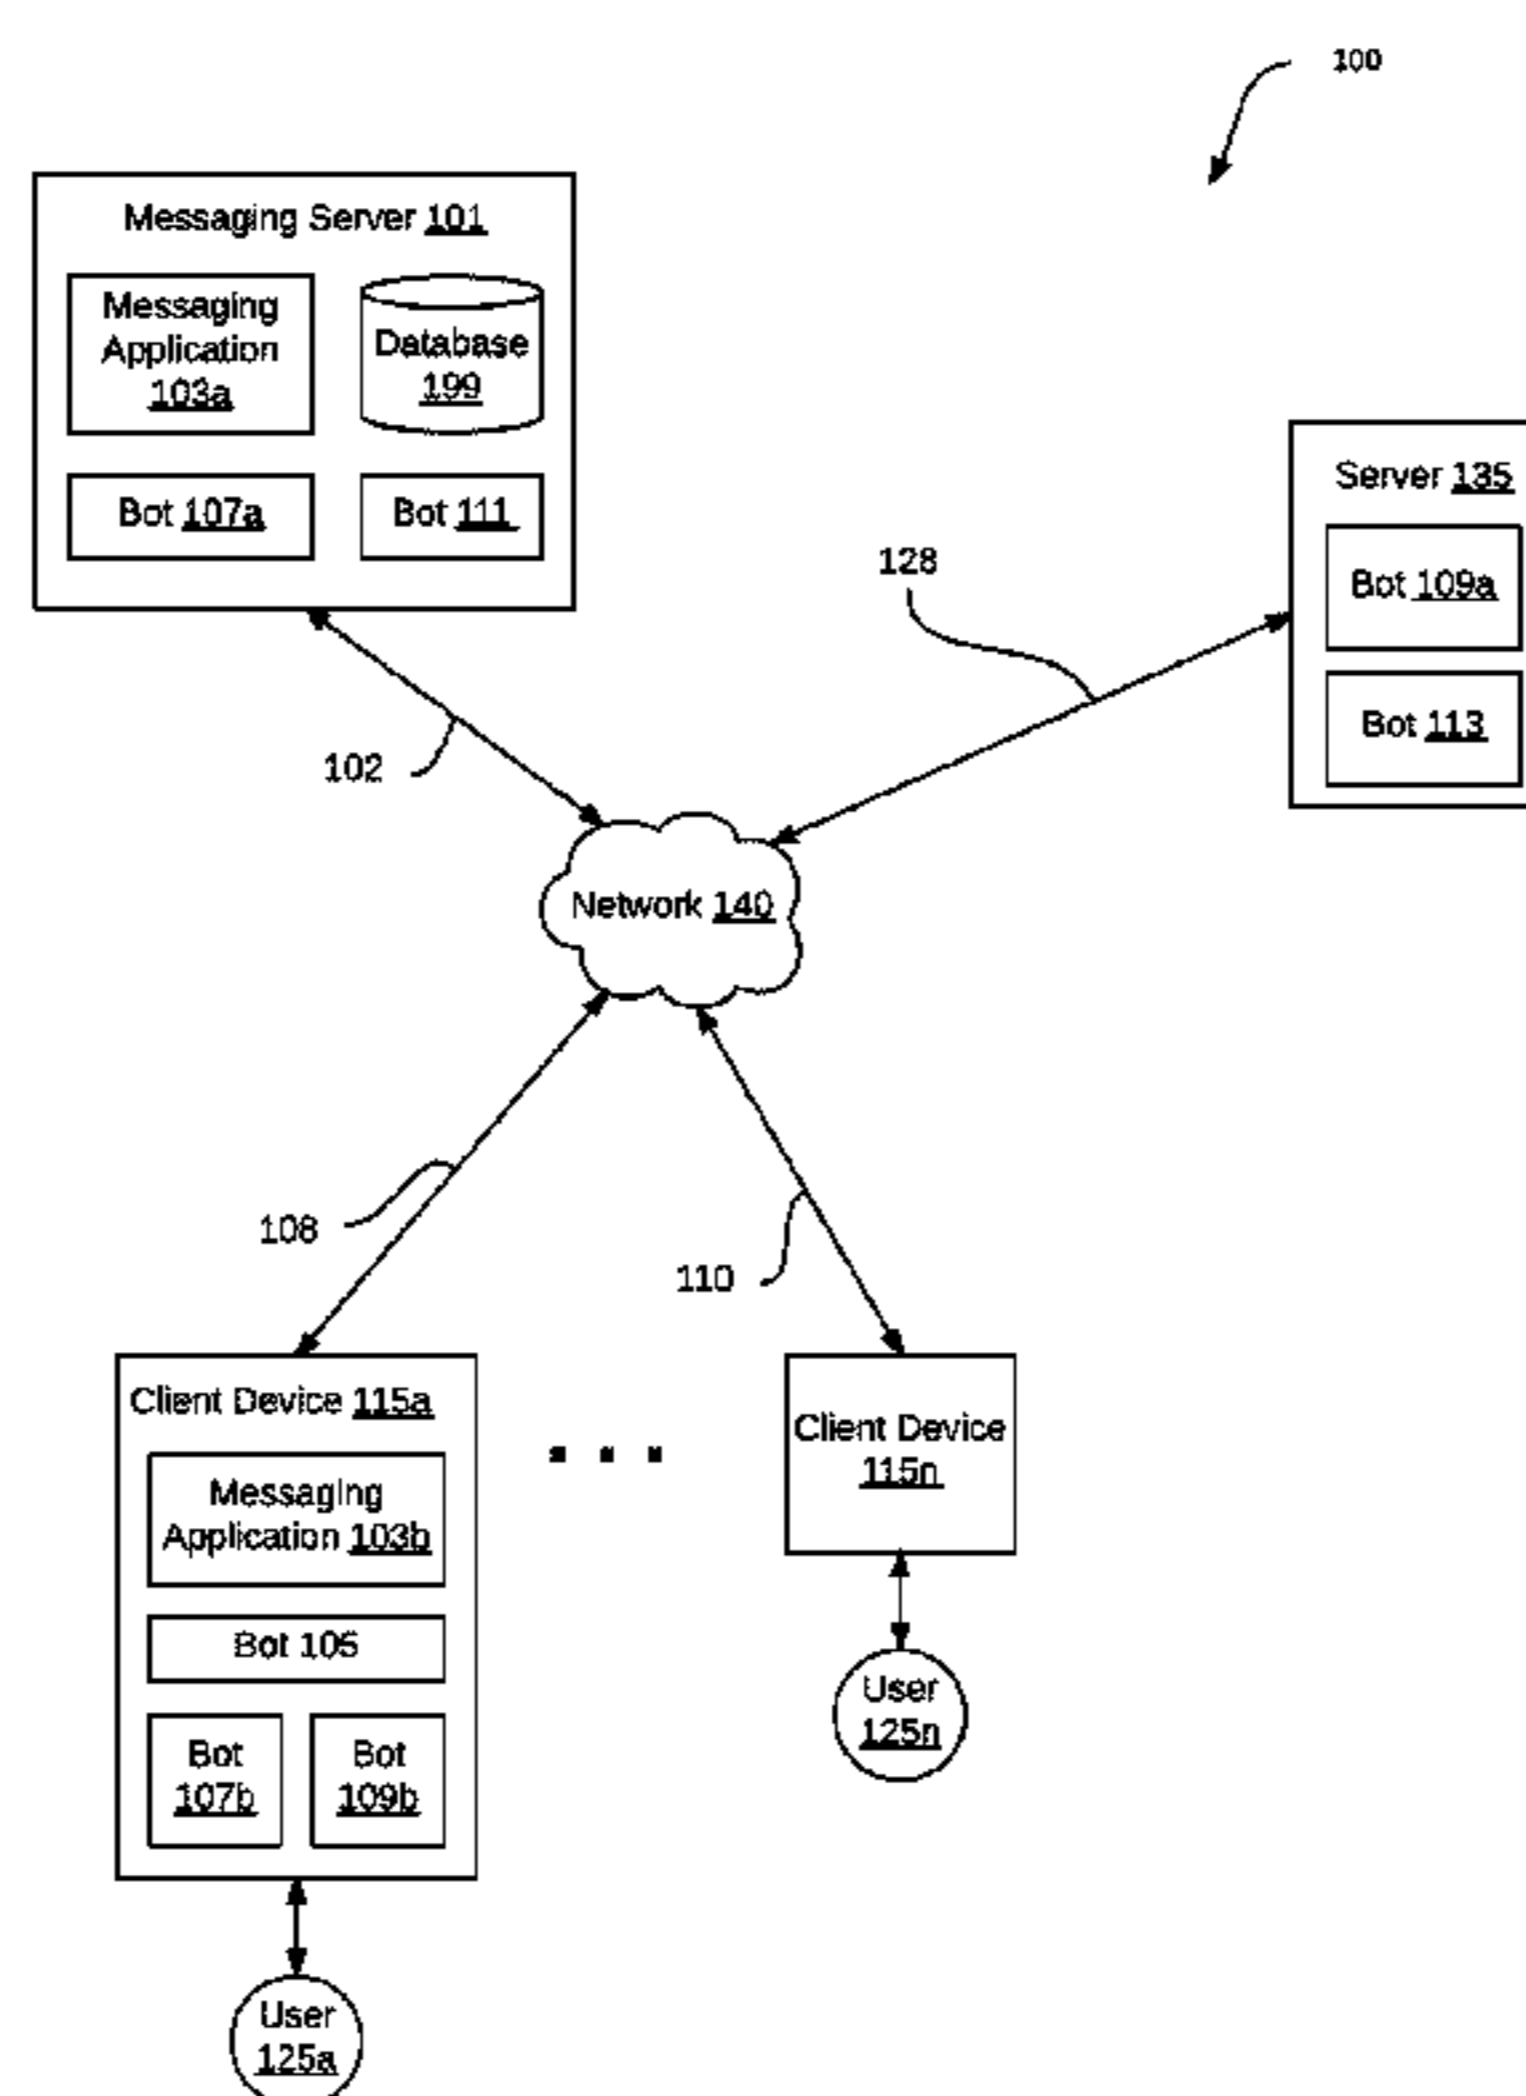 100
Messaging Server 101
Messaging
Application
103a
Database
199
Bot 107a
Bot 111
Server 135
Bot 109a
Bot 113
128
102
Network 140
108
110
Client Device 115a
Messaging
Application 103b
Bot 105
Bot
107b
Bot
109b
Client Device
115n
User
125n
User
125a